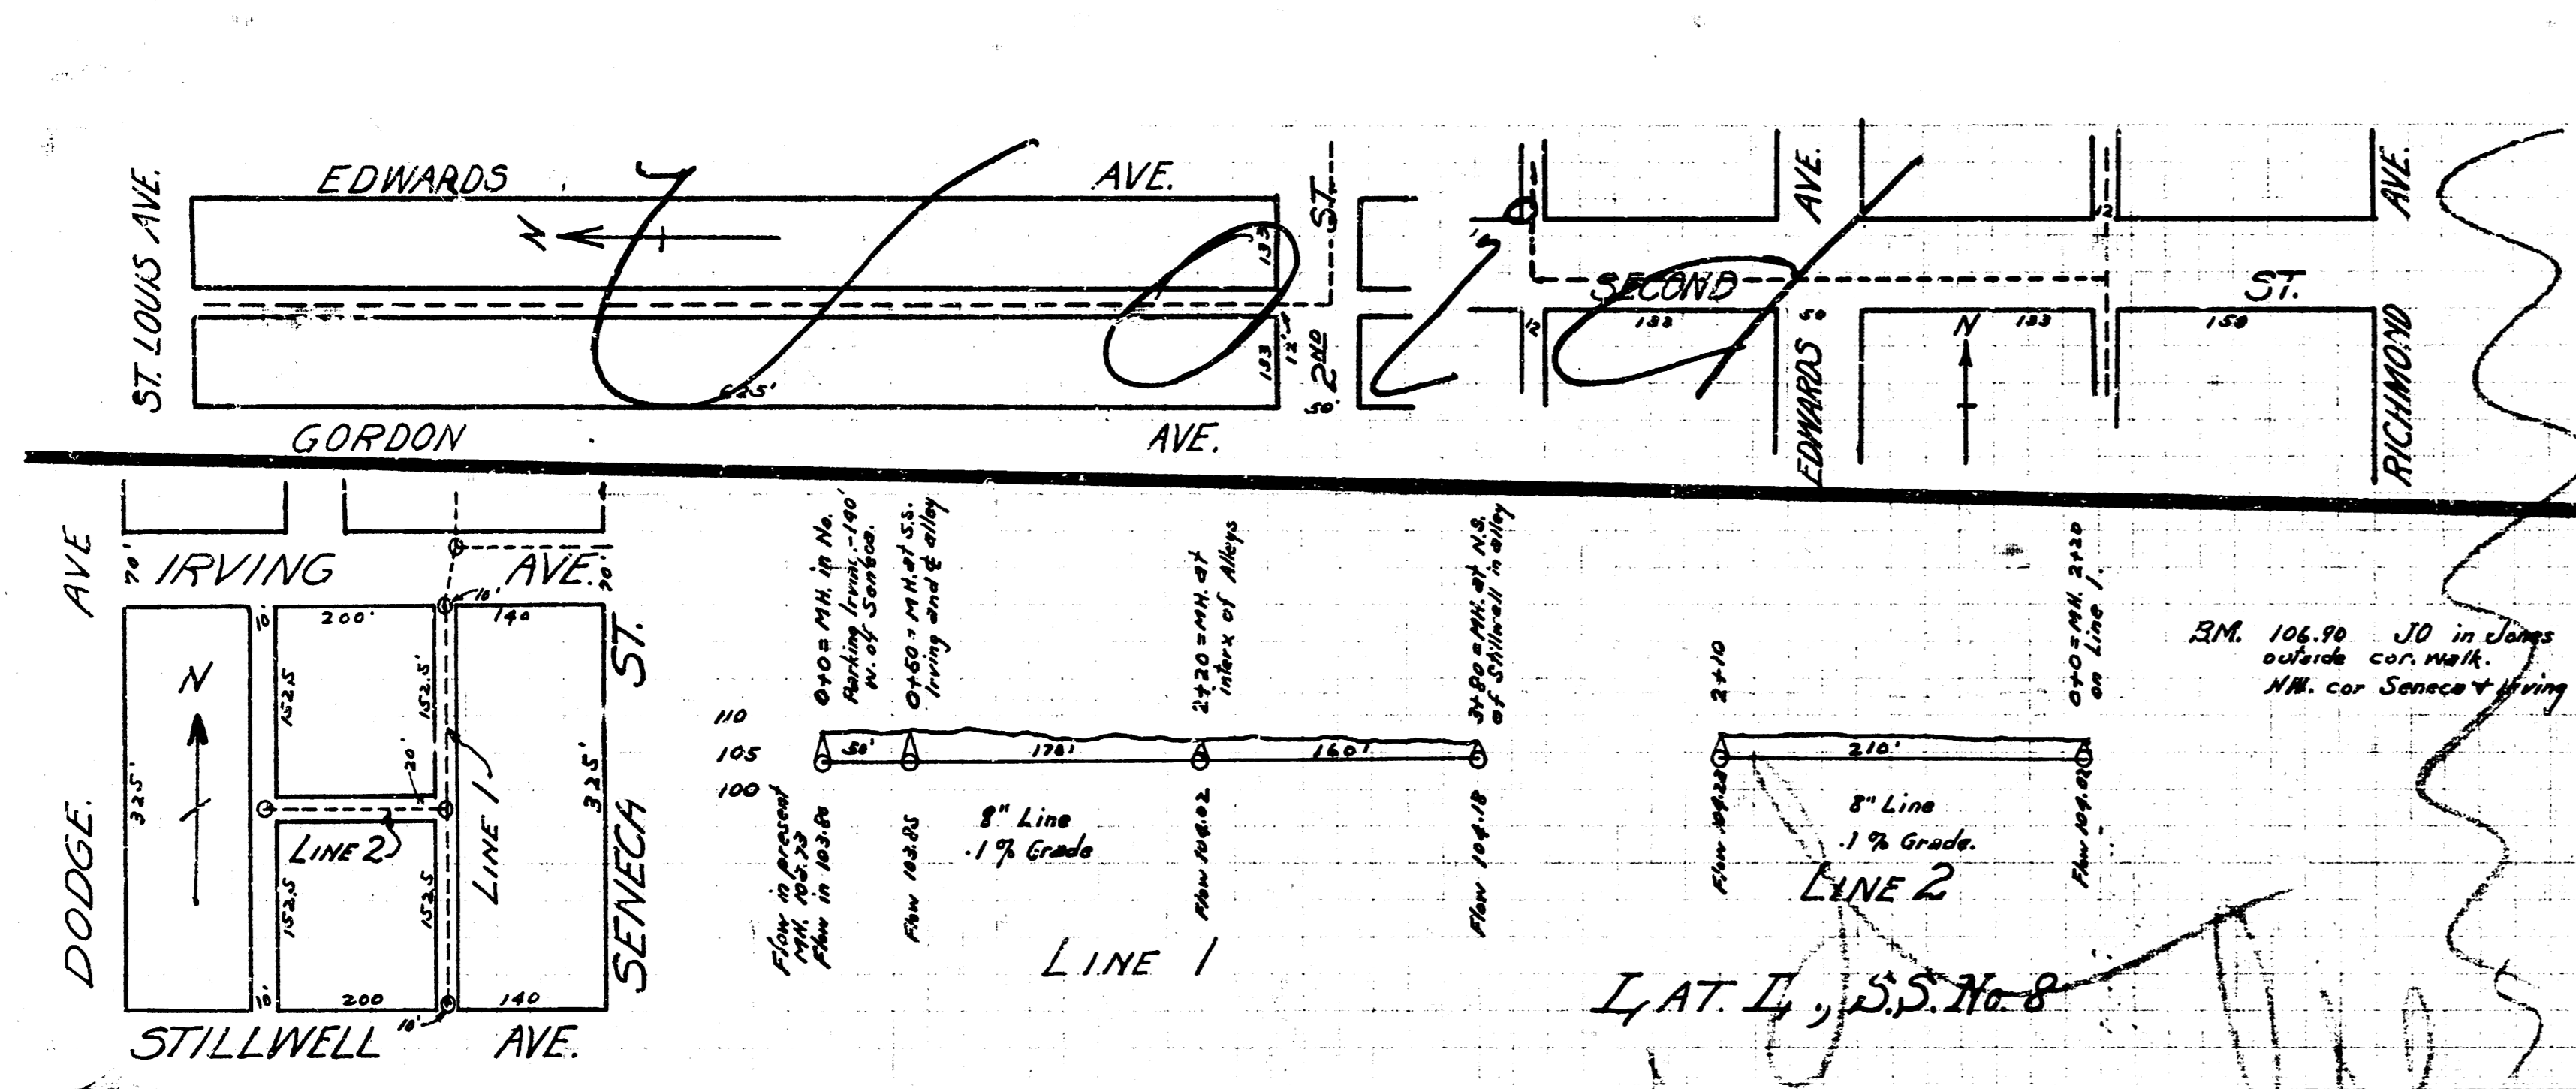 ST. LOUIS AVE.
EDWARDS AVE.
N
133
625'
133
12'
2ND ST.
50'
GORDON AVE.
SECOND ST.
12
133
50
133
150
12
N
EDWARDS AVE.
RICHMOND AVE.
DODGE AVE
70'
IRVING AVE.
10'
10'
200'
140
N
325'
152.5
152.5'
20'
LINE 2
LINE 1
325'
SENECA ST.
152.5
152.5
10'
200
140
10'
STILLWELL AVE.
0+0 = MH. in No.
Parking Irving - 140'
W. of Seneca.
0+50 = MH. at S.S.
Irving and ℄ alley
2+20 = MH. at
inter x of Alleys
3+80 = MH. at N.S.
of Stillwell in alley
110
105
100
50'
170'
160'
Flow in present
MH.
Flow in 103.80
Flow 103.85
Flow 104.02
Flow 104.18
8" Line
.1% Grade
LINE 1
2+10
0+0 = MH. 2+20
on Line 1.
210'
Flow 104.23
Flow 104.02
8" Line
.1% Grade.
LINE 2
B.M. 106.90 JO in Jones
outside cor. walk.
NW. cor Seneca + Irving
LAT. L, S.S. No. 8